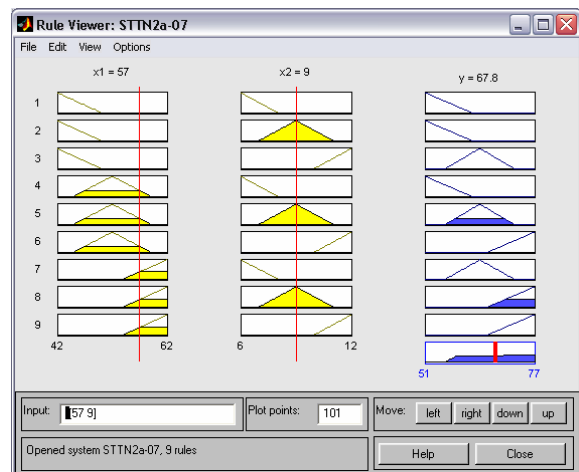 Rule Viewer: STTN2a-07
File Edit View Options
x1 = 57 x2 = 9 y = 67.8
1
2
3
4
5
6
7
8
9
42 62 6 12
51 77
Input: [57 9] Plot points: 101 Move: left right down up
Opened system STTN2a-07, 9 rules Help Close